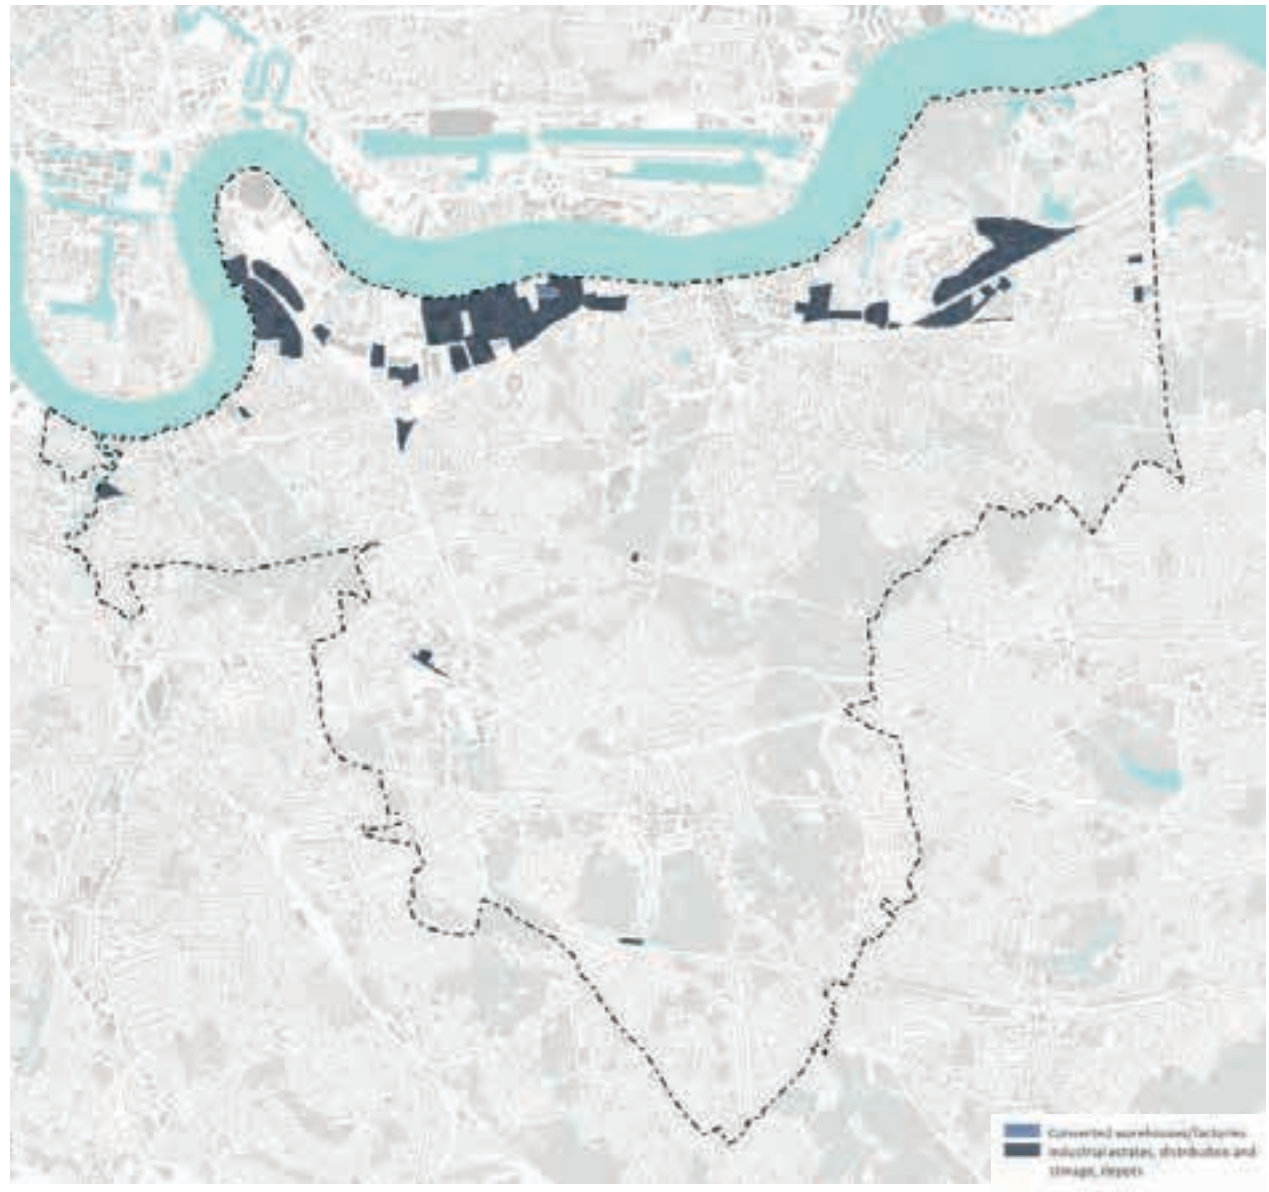 Converted warehouses/factories
Industrial estates, distribution and
storage, depots